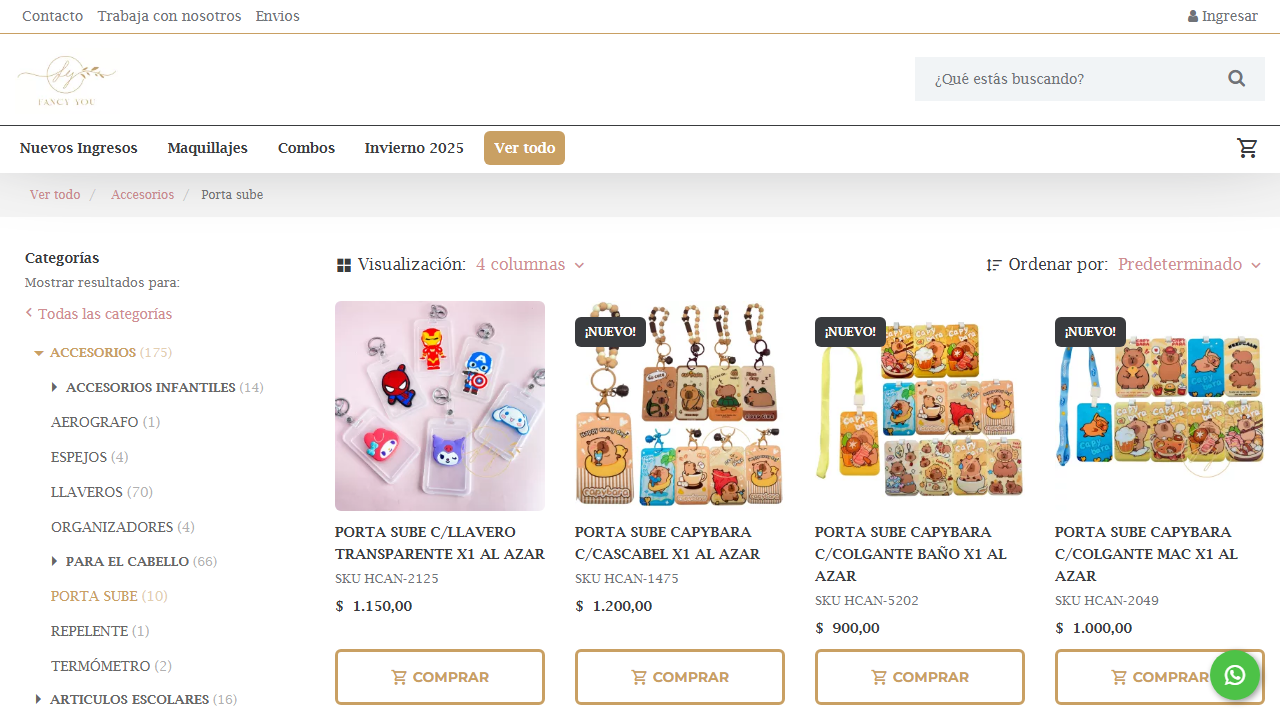 Contacto Trabaja con nosotros Envios Ingresar
FANCY YOU
¿Qué estás buscando?
Nuevos Ingresos Maquillajes Combos Invierno 2025 Ver todo
Ver todo / Accesorios / Porta sube
Categorías
Mostrar resultados para:
Todas las categorías
ACCESORIOS (175)
ACCESORIOS INFANTILES (14)
AEROGRAFO (1)
ESPEJOS (4)
LLAVEROS (70)
ORGANIZADORES (4)
PARA EL CABELLO (66)
PORTA SUBE (10)
REPELENTE (1)
TERMÓMETRO (2)
ARTICULOS ESCOLARES (16)
Visualización: 4 columnas
Ordenar por: Predeterminado
PORTA SUBE C/LLAVERO
TRANSPARENTE X1 AL AZAR
SKU HCAN-2125
$ 1.150,00
COMPRAR
¡NUEVO!
capybara
PORTA SUBE CAPYBARA
C/CASCABEL X1 AL AZAR
SKU HCAN-1475
$ 1.200,00
COMPRAR
¡NUEVO!
PORTA SUBE CAPYBARA
C/COLGANTE BAÑO X1 AL
AZAR
SKU HCAN-5202
$ 900,00
COMPRAR
¡NUEVO!
PORTA SUBE CAPYBARA
C/COLGANTE MAC X1 AL
AZAR
SKU HCAN-2049
$ 1.000,00
COMPRAR